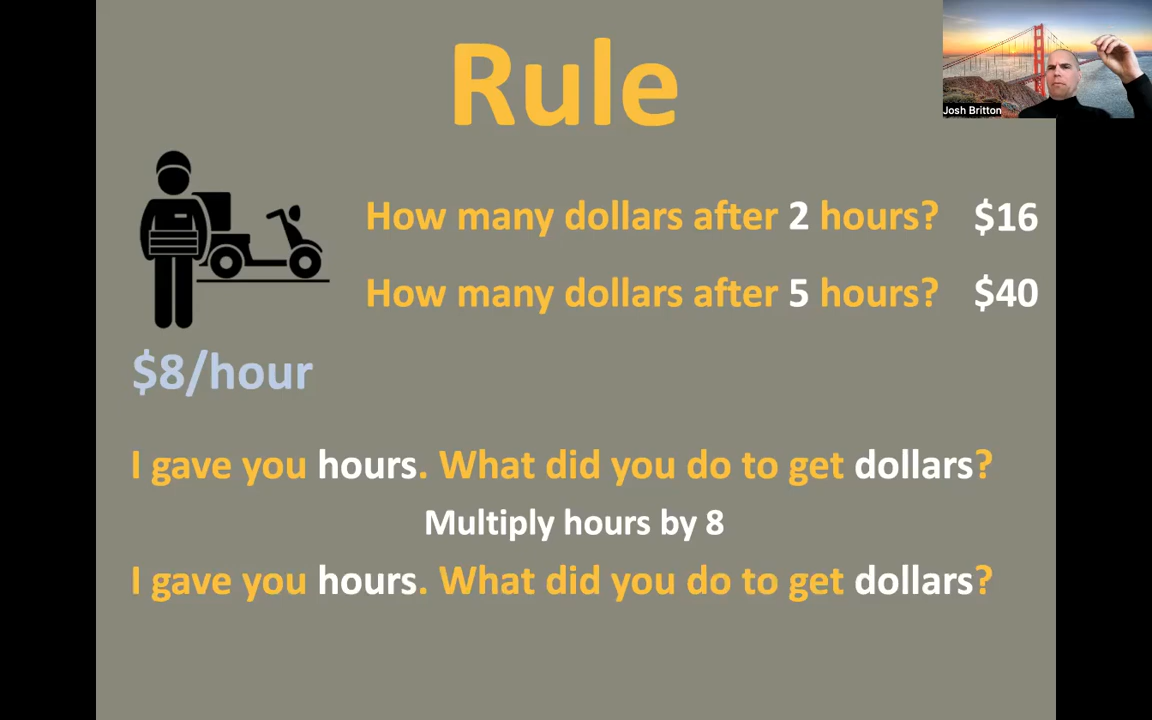 Rule
Josh Britton
How many dollars after 2 hours? $16
How many dollars after 5 hours? $40
$8/hour
I gave you hours. What did you do to get dollars?
Multiply hours by 8
I gave you hours. What did you do to get dollars?